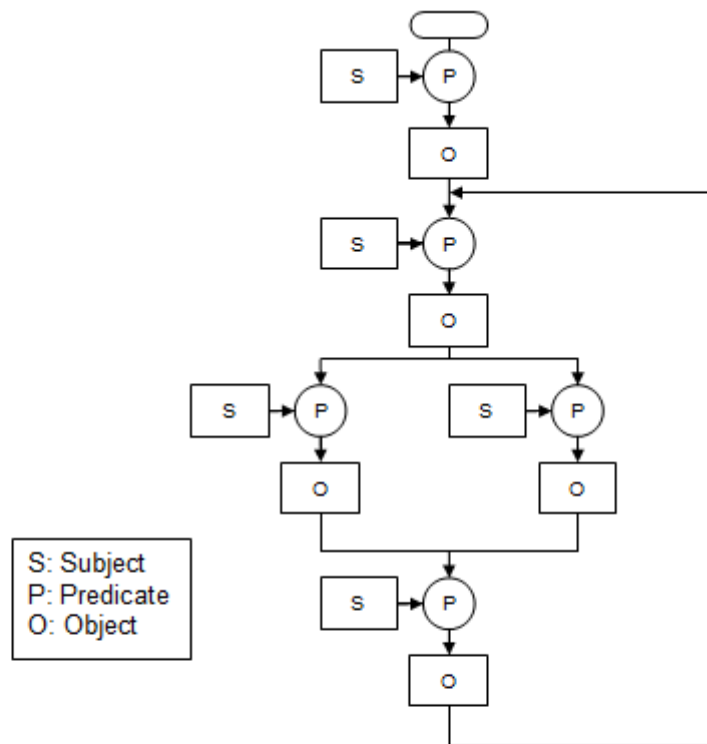 S P
O
S P
O
S P S P
O O
S: Subject
P: Predicate
O: Object
S P
O